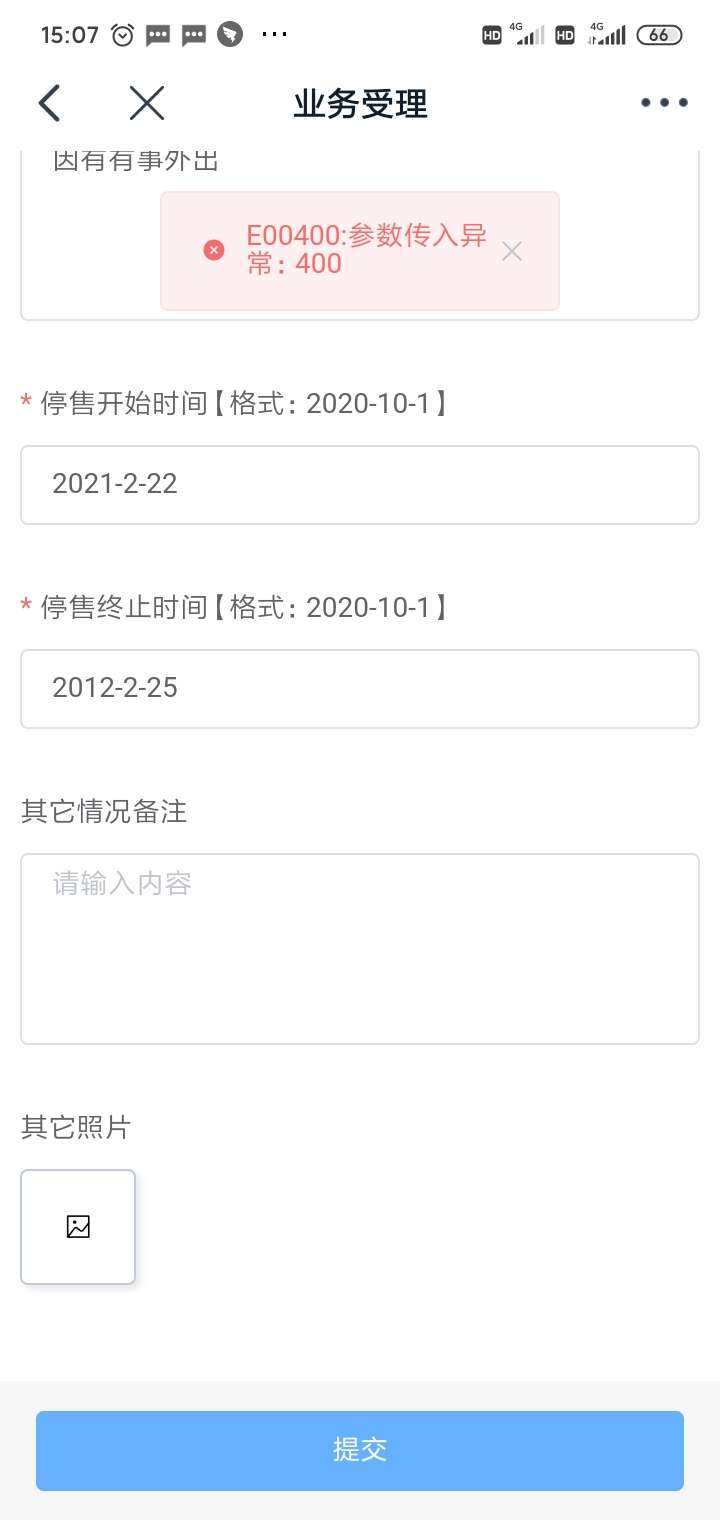 15:07
HD 4G HD 4G 66
业务受理
因有有事外出
E00400:参数传入异
常：400
* 停售开始时间【格式：2020-10-1】
2021-2-22
* 停售终止时间【格式：2020-10-1】
2012-2-25
其它情况备注
请输入内容
其它照片
提交